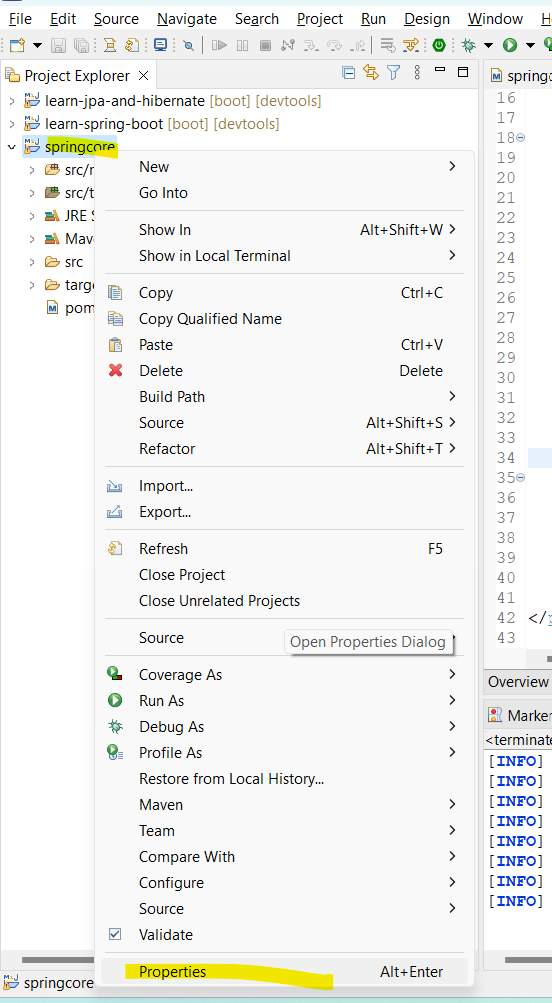 File Edit Source Navigate Search Project Run Design Window
Project Explorer
learn-jpa-and-hibernate [boot] [devtools]
learn-spring-boot [boot] [devtools]
springcore
src/
src/t
JRE S
Mav
src
targe
pom
New
Go Into
Show In Alt+Shift+W
Show in Local Terminal
Copy Ctrl+C
Copy Qualified Name
Paste Ctrl+V
Delete Delete
Build Path
Source Alt+Shift+S
Refactor Alt+Shift+T
Import...
Export...
Refresh F5
Close Project
Close Unrelated Projects
Source
Open Properties Dialog
Coverage As
Run As
Debug As
Profile As
Restore from Local History...
Maven
Team
Compare With
Configure
Source
Validate
Properties Alt+Enter
springcore
springc
16
17
18
19
20
21
22
23
24
25
26
27
28
29
30
31
32
33
34
35
36
37
38
39
40
41
42 </p
43
Overview
Marker
<terminate
[INFO]
[INFO]
[INFO]
[INFO]
[INFO]
[INFO]
[INFO]
[INFO]